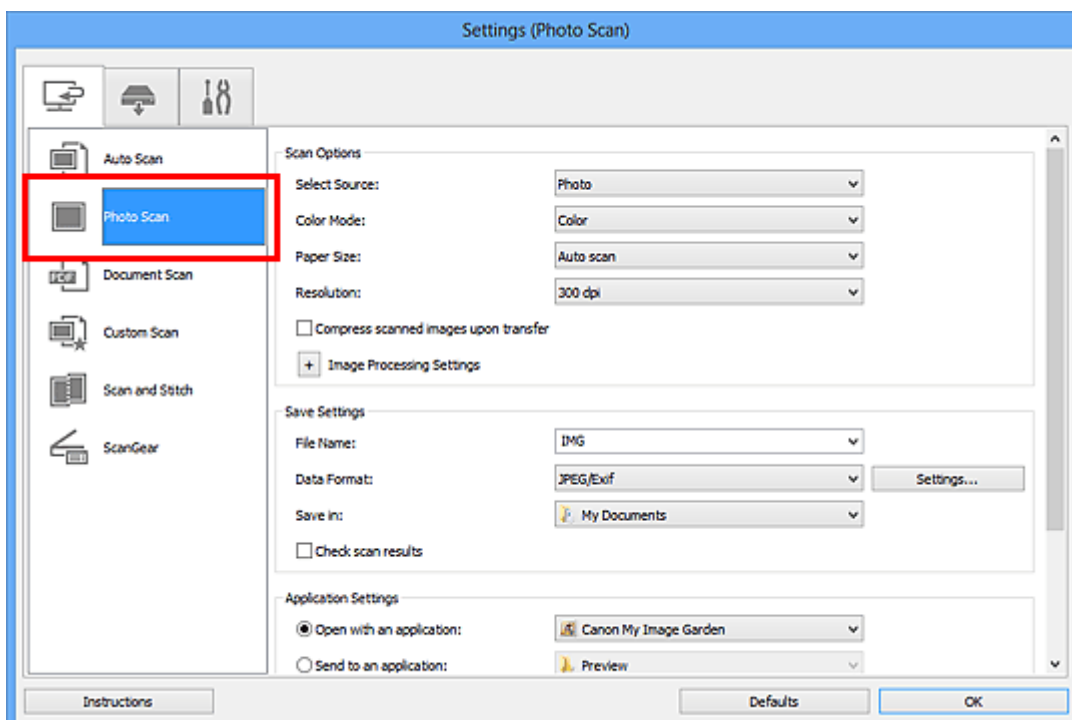 Settings (Photo Scan)
Auto Scan
Photo Scan
Document Scan
Custom Scan
Scan and Stitch
ScanGear
Scan Options
Select Source: Photo
Color Mode: Color
Paper Size: Auto scan
Resolution: 300 dpi
Compress scanned images upon transfer
+ Image Processing Settings
Save Settings
File Name: IMG
Data Format: JPEG/Exif Settings...
Save in: My Documents
Check scan results
Application Settings
Open with an application: Canon My Image Garden
Send to an application: Preview
Instructions Defaults OK